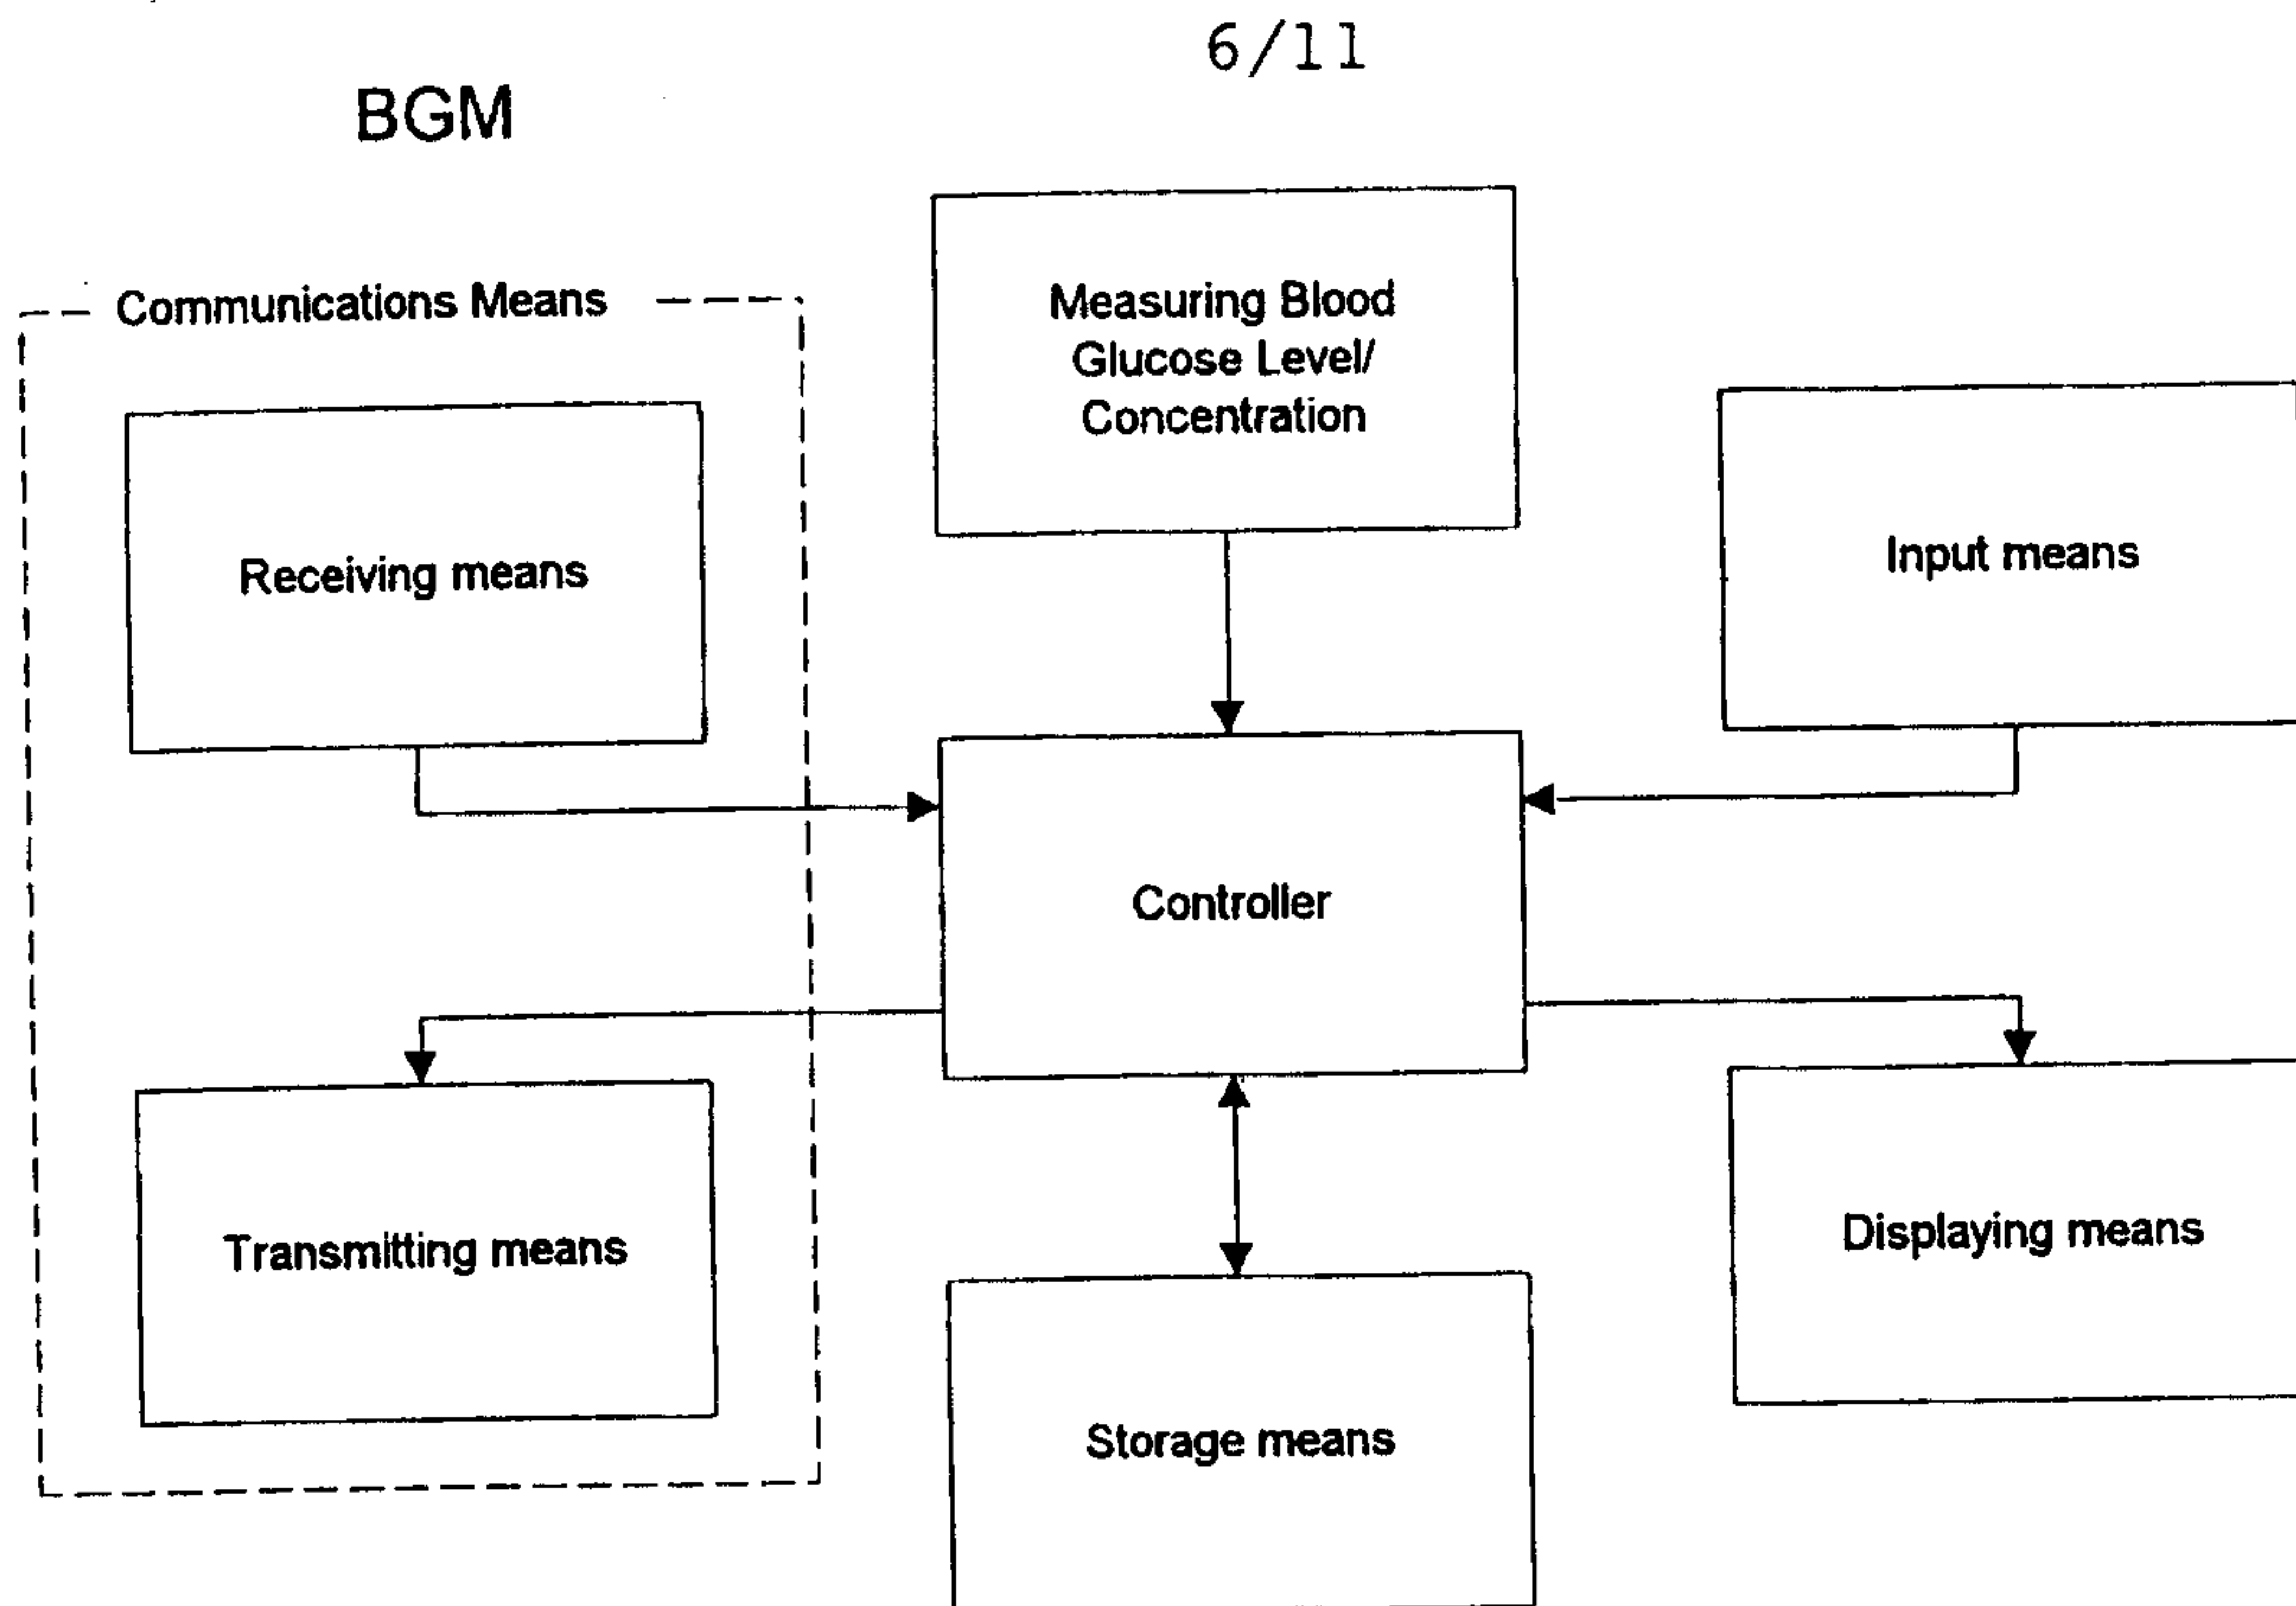 6/11
BGM
Communications Means
Measuring Blood
Glucose Level/
Concentration
Receiving means
Input means
Controller
Transmitting means
Displaying means
Storage means